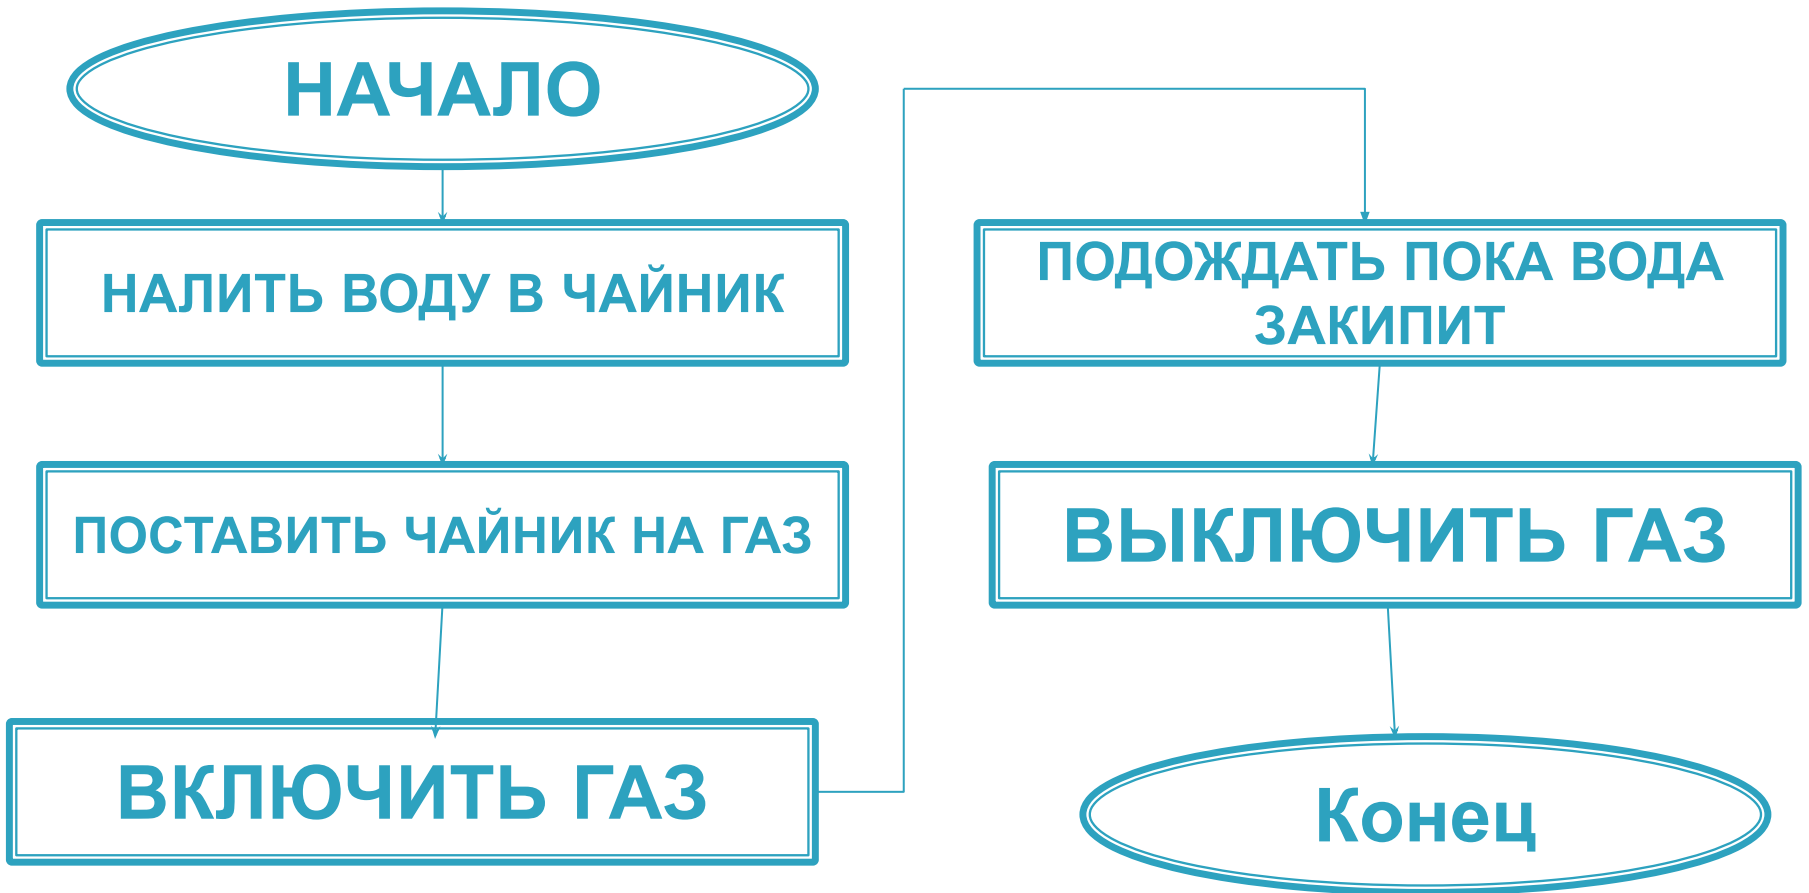 НАЧАЛО
НАЛИТЬ ВОДУ В ЧАЙНИК
ПОСТАВИТЬ ЧАЙНИК НА ГАЗ
ВКЛЮЧИТЬ ГАЗ
ПОДОЖДАТЬ ПОКА ВОДА
ЗАКИПИТ
ВЫКЛЮЧИТЬ ГАЗ
Конец